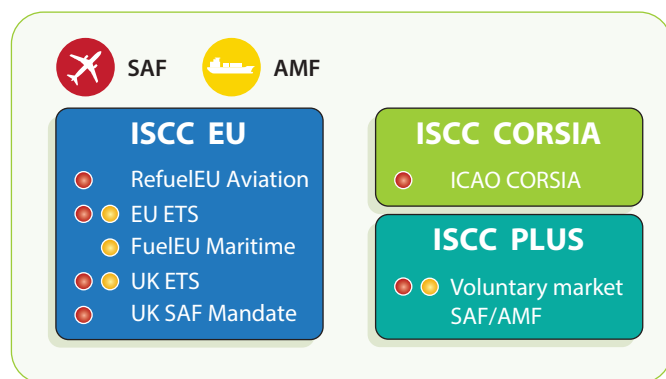 SAF
AMF
ISCC EU
RefuelEU Aviation
EU ETS
FuelEU Maritime
UK ETS
UK SAF Mandate
ISCC CORSIA
ICAO CORSIA
ISCC PLUS
Voluntary market
SAF/AMF